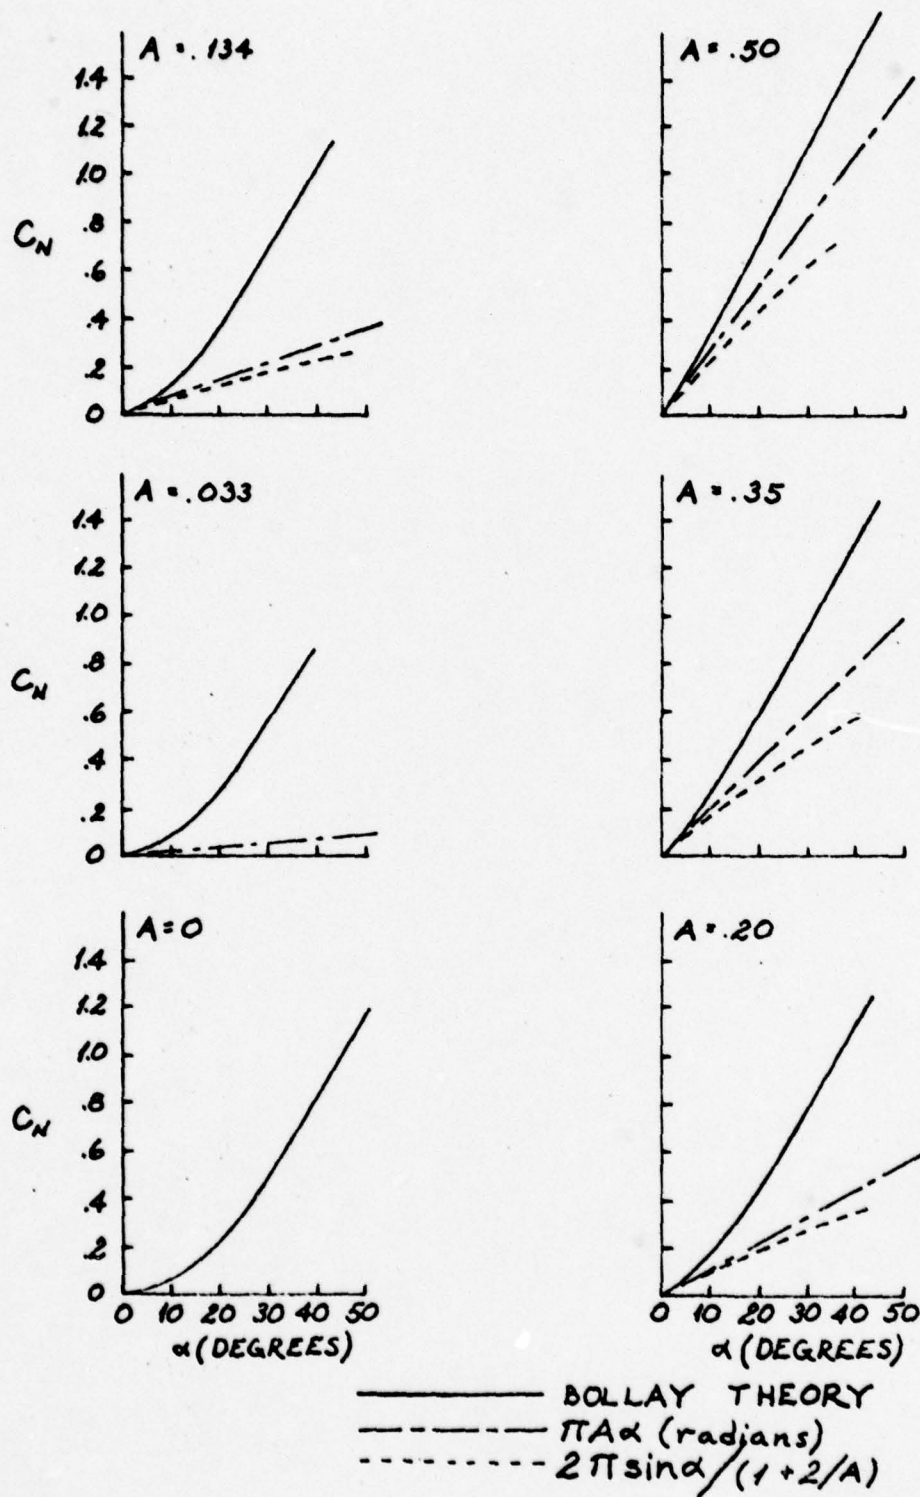 A = .134
1.4
1.2
1.0
.8
.6
.4
.2
0
CN
A = .50
A = .033
1.4
1.2
1.0
.8
.6
.4
.2
0
CN
A = .35
A = 0
1.4
1.2
1.0
.8
.6
.4
.2
0
CN
0 10 20 30 40 50
α (DEGREES)
A = .20
0 10 20 30 40 50
α (DEGREES)
BOLLAY THEORY
πAα (radians)
2π sinα/(1+2/A)